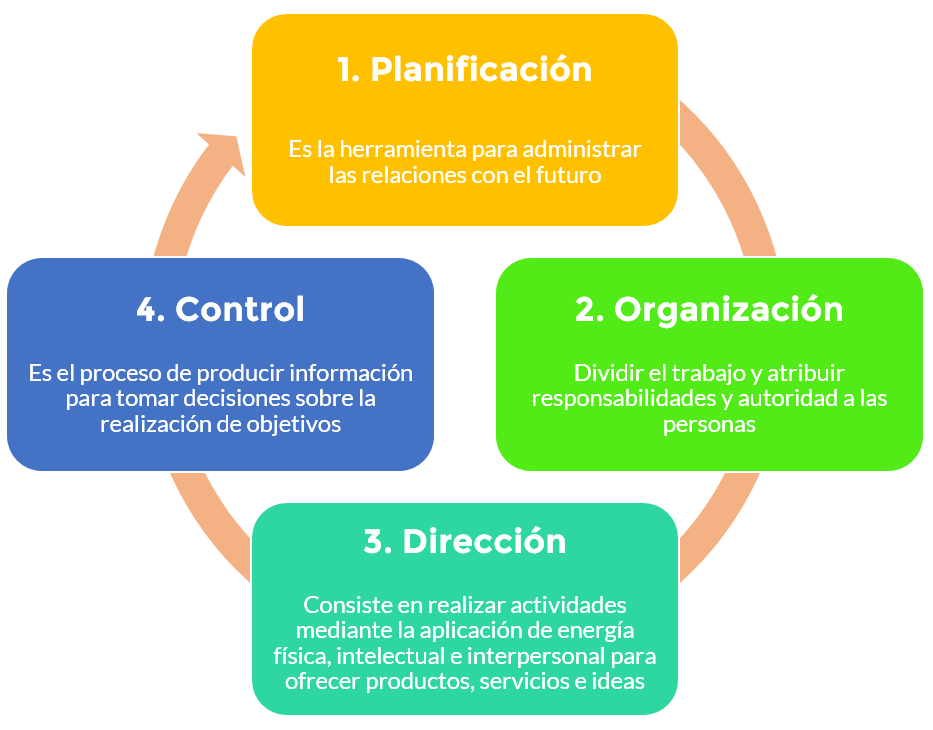 1. Planificación
Es la herramienta para administrar
las relaciones con el futuro
2. Organización
Dividir el trabajo y atribuir
responsabilidades y autoridad a las
personas
3. Dirección
Consiste en realizar actividades
mediante la aplicación de energía
física, intelectual e interpersonal para
ofrecer productos, servicios e ideas
4. Control
Es el proceso de producir información
para tomar decisiones sobre la
realización de objetivos